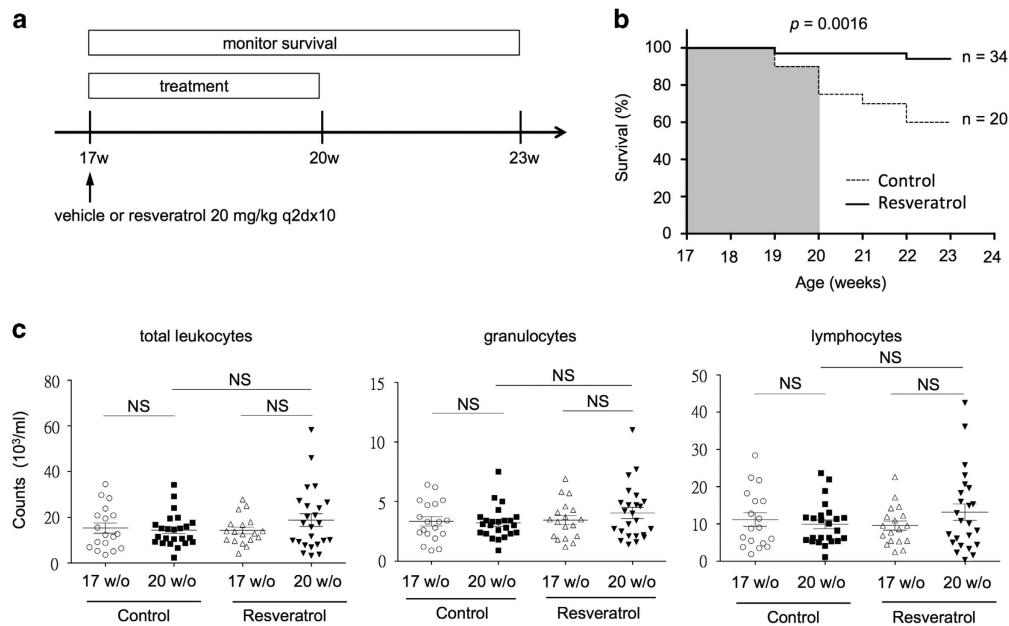 a
monitor survival
treatment
17w
20w
23w
vehicle or resveratrol 20 mg/kg q2dx10
b
p = 0.0016
100
80
60
40
20
0
Survival (%)
n = 34
n = 20
Control
Resveratrol
17 18 19 20 21 22 23 24
Age (weeks)
c
total leukocytes
Counts (10³/ml)
80
60
40
20
0
NS
NS
NS
17 w/o 20 w/o 17 w/o 20 w/o
Control Resveratrol
granulocytes
15
10
5
0
NS
NS
NS
17 w/o 20 w/o 17 w/o 20 w/o
Control Resveratrol
lymphocytes
50
40
30
20
10
0
NS
NS
NS
17 w/o 20 w/o 17 w/o 20 w/o
Control Resveratrol